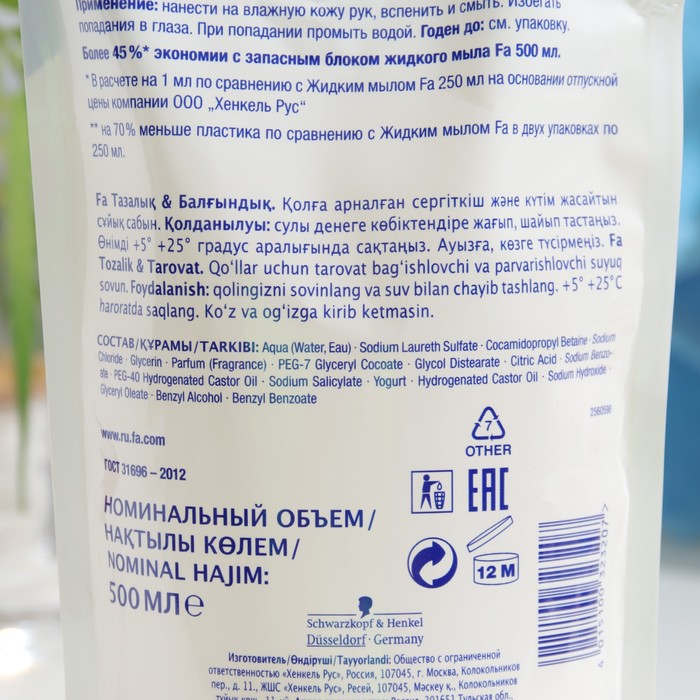 Применение: нанести на влажную кожу рук, вспенить и смыть. Избегать
попадания в глаза. При попадании промыть водой. Годен до: см. упаковку.
Более 45%* экономии с запасным блоком жидкого мыла Fa 500 мл.
* В расчете на 1 мл по сравнению с Жидким мылом Fa 250 мл на основании отпускной
цены компании ООО „Хенкель Рус“
** на 70% меньше пластика по сравнению с Жидким мылом Fa в двух упаковках по
250 мл.
Fa Тазалық & Балғындық. Қолға арналған сергіткіш және күтім жасайтын
сұйық сабын. Қолданылуы: сулы денеге көбіктендіре жағып, шайып тастаңыз.
Өнімді +5° +25° градус аралығында сақтаңыз. Ауызға, көзге түсірмеңіз. Fa
Tozalik & Tarovat. Qo‘llar uchun tarovat bag‘ishlovchi va parvarishlovchi suyuq
sovun. Foydalanish: qolingizni sovinlang va suv bilan chayib tashlang. +5° +25°C
haroratda saqlang. Ko‘z va og‘izga kirib ketmasin.
СОСТАВ/ҚҰРАМЫ/TARKIBI: Aqua (Water, Eau) · Sodium Laureth Sulfate · Cocamidopropyl Betaine · Sodium
Chloride · Glycerin · Parfum (Fragrance) · PEG-7 Glyceryl Cocoate · Glycol Distearate · Citric Acid · Sodium Benzo-
ate · PEG-40 Hydrogenated Castor Oil · Sodium Salicylate · Yogurt · Hydrogenated Castor Oil · Sodium Hydroxide ·
Glyceryl Oleate · Benzyl Alcohol · Benzyl Benzoate
2560598
www.ru.fa.com
7
OTHER
ГОСТ 31696 – 2012
EAC
НОМИНАЛЬНЫЙ ОБЪЕМ/
НАҚТЫЛЫ КӨЛЕМ/
NOMINAL HAJIM:
500 МЛ ℮
12 M
4 015100 323207 >
Schwarzkopf & Henkel
Düsseldorf · Germany
Изготовитель/Өндіруші/Tayyorlandi: Общество с ограниченной
ответственностью «Хенкель Рус», Россия, 107045, г. Москва, Колокольников
пер., д. 11, ЖШС «Хенкель Рус», Ресей, 107045, Мәскеу қ., Колокольников